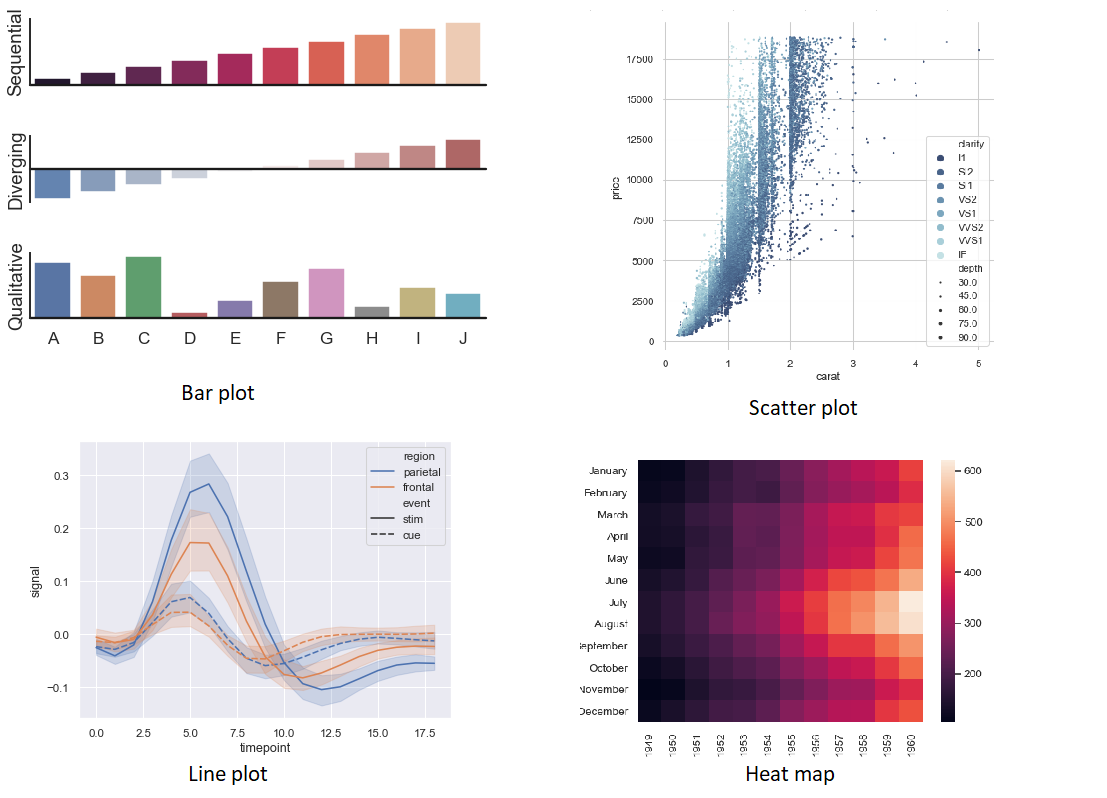 Sequential
Diverging
Qualitative
A B C D E F G H I J
Bar plot
price
17500
15000
12500
10000
7500
5000
2500
0
0 1 2 3 4 5
carat
clarity
I1
SI2
SI1
VS2
VS1
VVS2
VVS1
IF
depth
30.0
45.0
60.0
75.0
90.0
Scatter plot
signal
0.3
0.2
0.1
0.0
−0.1
0.0 2.5 5.0 7.5 10.0 12.5 15.0 17.5
timepoint
region
parietal
frontal
event
stim
cue
Line plot
January
February
March
April
May
June
July
August
eptember
October
November
December
1949 1950 1951 1952 1953 1954 1955 1956 1957 1958 1959 1960
600
500
400
300
200
Heat map